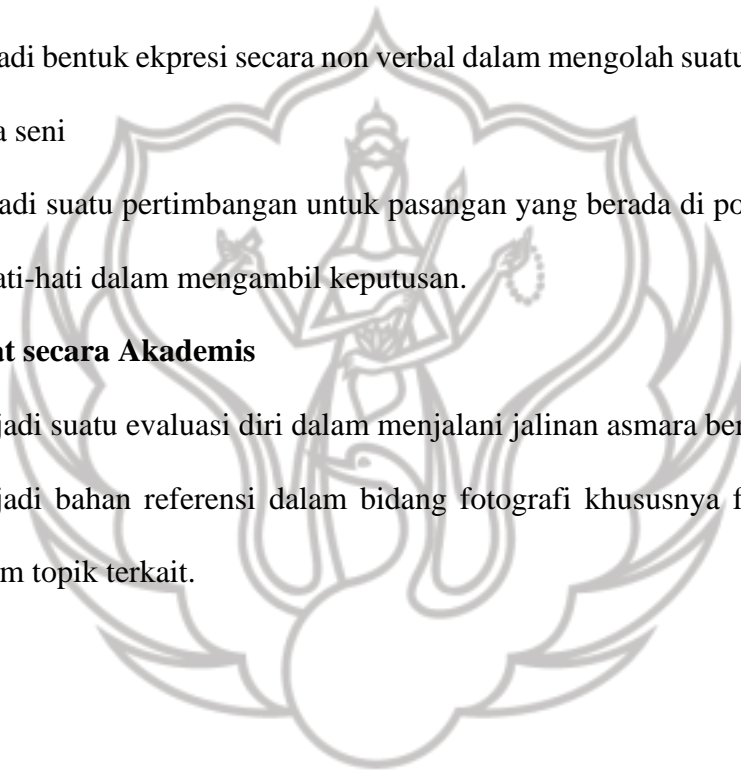 adi bentuk ekpresi secara non verbal dalam mengolah suatu
a seni
adi suatu pertimbangan untuk pasangan yang berada di po
ati-hati dalam mengambil keputusan.
at secara Akademis
jadi suatu evaluasi diri dalam menjalani jalinan asmara ber
jadi bahan referensi dalam bidang fotografi khususnya f
m topik terkait.